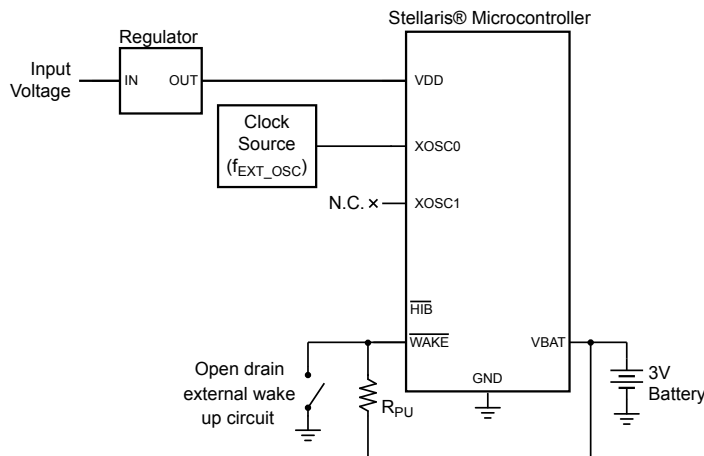 Stellaris® Microcontroller
Regulator
Input
Voltage
IN
OUT
VDD
Clock
Source
(fEXT_OSC)
XOSC0
N.C.
XOSC1
HIB
WAKE
VBAT
Open drain
external wake
up circuit
RPU
GND
3V
Battery